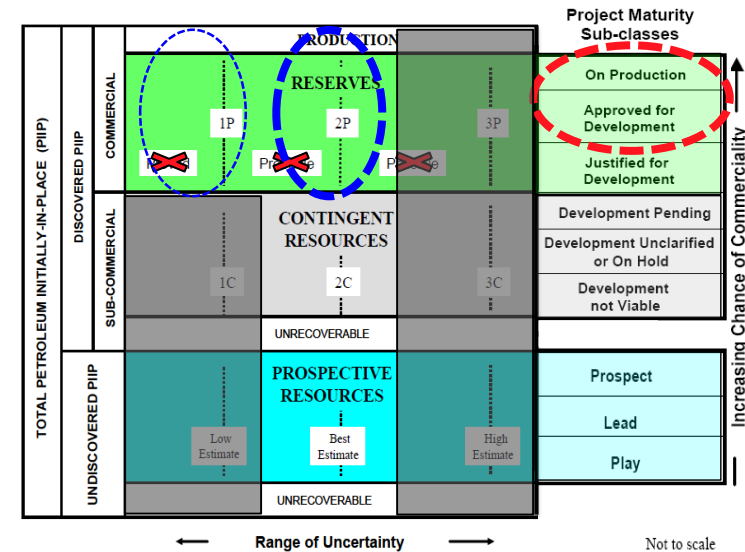 Project Maturity
Sub-classes
PRODUCTION
RESERVES
1P
2P
3P
On Production
Approved for
Development
Justified for
Development
CONTINGENT
RESOURCES
1C
2C
3C
Development Pending
Development Unclarified
or On Hold
Development
not Viable
UNRECOVERABLE
PROSPECTIVE
RESOURCES
Low
Estimate
Best
Estimate
High
Estimate
Prospect
Lead
Play
UNRECOVERABLE
TOTAL PETROLEUM INITIALLY-IN-PLACE (PIIP)
DISCOVERED PIIP
UNDISCOVERED PIIP
COMMERCIAL
SUB-COMMERCIAL
Increasing Chance of Commerciality
Range of Uncertainty
Not to scale